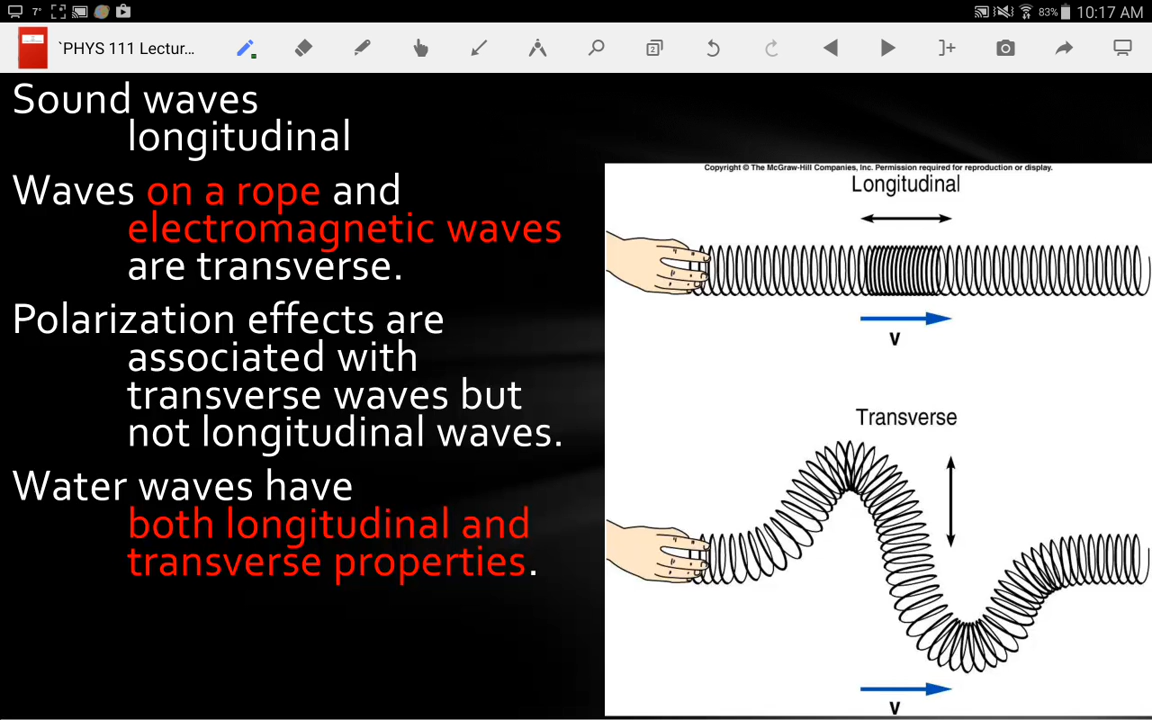 7°
83%
10:17 AM
`PHYS 111 Lectur...
2
Sound waves
longitudinal
Waves on a rope and
electromagnetic waves
are transverse.
Polarization effects are
associated with
transverse waves but
not longitudinal waves.
Water waves have
both longitudinal and
transverse properties.
Copyright © The McGraw-Hill Companies, Inc. Permission required for reproduction or display.
Longitudinal
v
Transverse
v